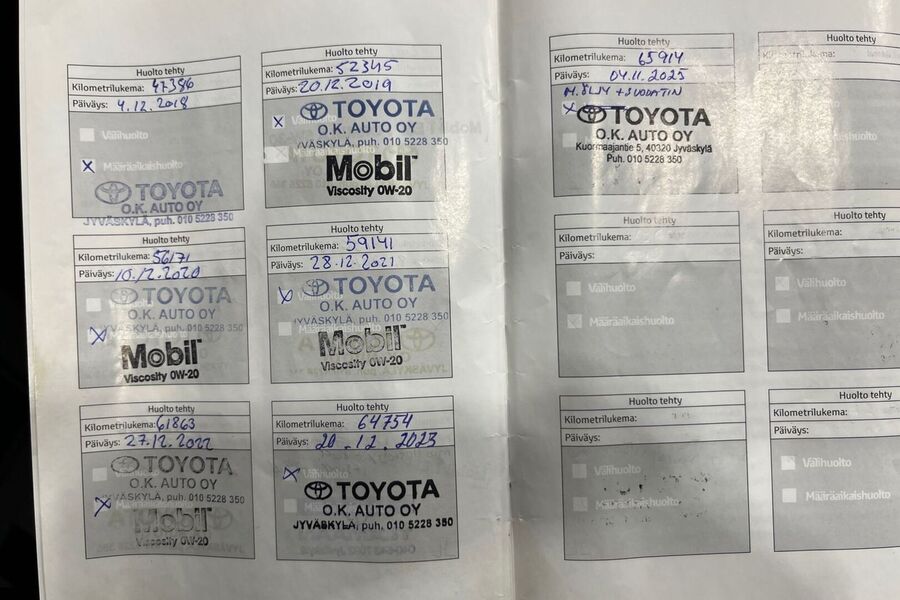 Huolto tehty
Kilometrilukema: 47386
Päiväys: 4.12.2018
Välihuolto
Määräaikaishuolto
TOYOTA
O.K. AUTO OY
JYVÄSKYLÄ, puh. 010 5228 350
Huolto tehty
Kilometrilukema: 52345
Päiväys: 20.12.2019
TOYOTA
O.K. AUTO OY
JYVÄSKYLÄ, puh. 010 5228 350
Mobil
Viscosity 0W-20
Huolto tehty
Kilometrilukema: 56171
Päiväys: 10.12.2020
TOYOTA
O.K. AUTO OY
JYVÄSKYLÄ, puh. 010 5228 350
Mobil
Viscosity 0W-20
Huolto tehty
Kilometrilukema: 59141
Päiväys: 28.12.2021
TOYOTA
O.K. AUTO OY
JYVÄSKYLÄ, puh. 010 5228 350
Mobil
Viscosity 0W-20
Huolto tehty
Kilometrilukema: 61863
Päiväys: 27.12.2022
TOYOTA
O.K. AUTO OY
JYVÄSKYLÄ, puh. 010 5228 350
Mobil
Viscosity 0W-20
Huolto tehty
Kilometrilukema: 64754
Päiväys: 20.12.2023
Välihuolto
TOYOTA
O.K. AUTO OY
JYVÄSKYLÄ, puh. 010 5228 350
Huolto tehty
Kilometrilukema: 65914
Päiväys: 04.11.2025
M. ÖLJY + SUODATIN
TOYOTA
O.K. AUTO OY
Kuormaajantie 5, 40320 Jyväskylä
Puh. 010 5228 350
Huolto tehty
Huolto tehty
Kilometrilukema:
Päiväys:
Välihuolto
Määräaikaishuolto
Huolto tehty
Kilometrilukema:
Päiväys:
Välihuolto
Määräaikaishuolto
Huolto tehty
Kilometrilukema:
Päiväys:
Välihuolto
Määräaikaishuolto
Huolto tehty
Kilometrilukema:
Päiväys:
Välihuolto
Määräaikaishuolto